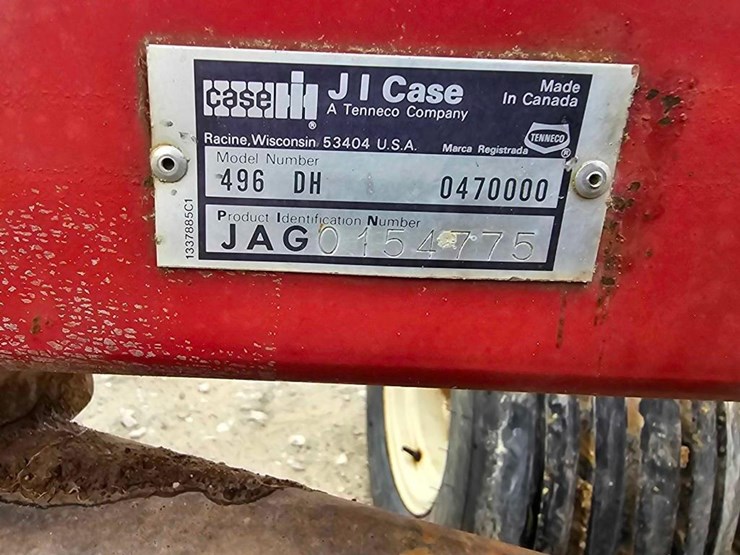 case IH ®
J I Case
A Tenneco Company
Made
In Canada
Racine, Wisconsin 53404 U.S.A.
Marca Registrada
TENNECO ®
Model Number
496 DH 0470000
Product Identification Number
JAG0154775
1337885C1